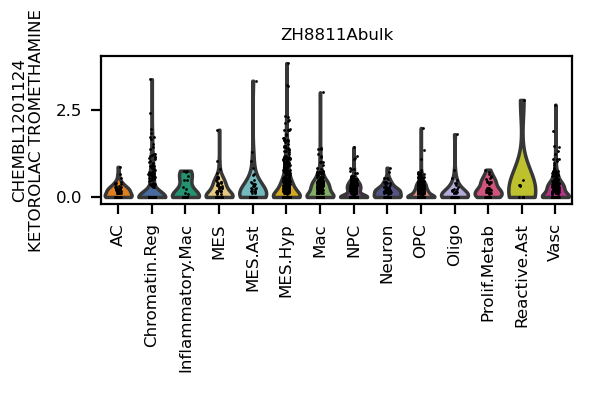 ZH8811Abulk
CHEMBL1201124
KETOROLAC TROMETHAMINE
2.5
0.0
AC
Chromatin.Reg
Inflammatory.Mac
MES
MES.Ast
MES.Hyp
Mac
NPC
Neuron
OPC
Oligo
Prolif.Metab
Reactive.Ast
Vasc